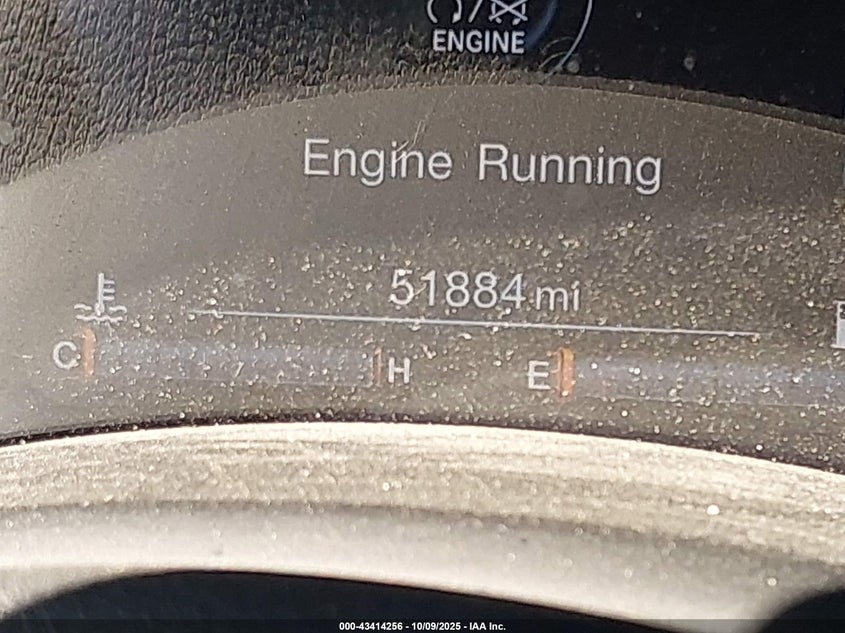 ENGINE
Engine Running
51884 mi
C H E
000-43414256 - 10/09/2025 - IAA Inc.